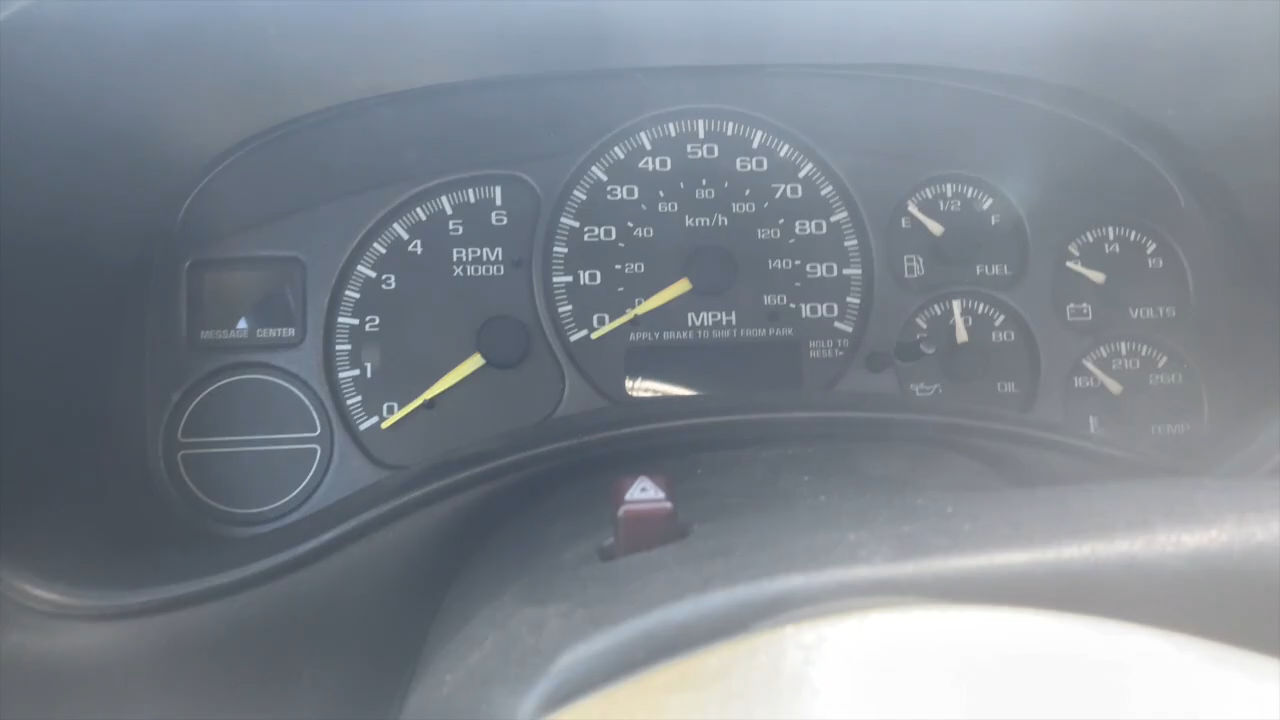 MESSAGE CENTER
0 1 2 3 4 5 6
RPM
X1000
0 10 20 30 40 50 60 70 80 90 100
0 20 40 60 80 100 120 140 160
km/h
MPH
APPLY BRAKE TO SHIFT FROM PARK
HOLD TO
RESET
E 1/2 F
FUEL
80
OIL
14 19
VOLTS
160 210 260
TEMP